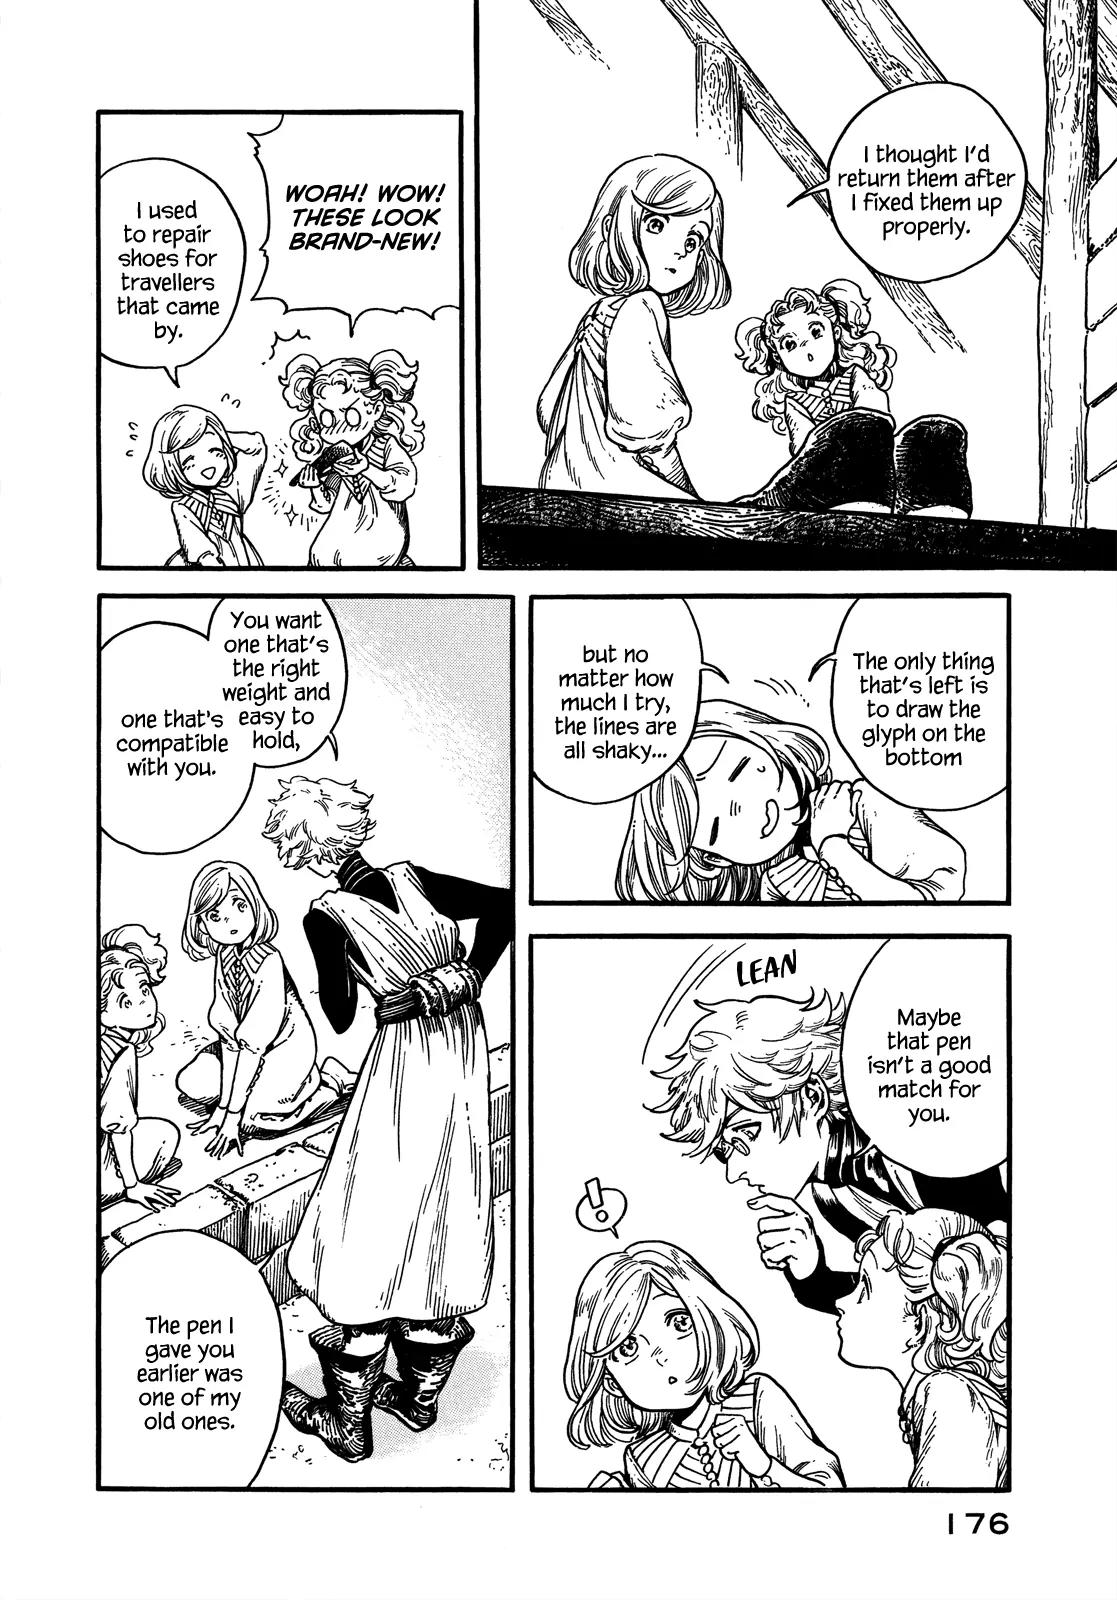 I thought I'd
return them after
I fixed them up
properly.
WOAH! WOW!
THESE LOOK
BRAND-NEW!
I used
to repair
shoes for
travellers
that came
by.
The only thing
that's left is
to draw the
glyph on the
bottom
but no
matter how
much I try,
the lines are
all shaky...
LEAN
Maybe
that pen
isn't a good
match for
you.
!
You want
one that's
the right
weight and
easy to
hold,
one that's
compatible
with you.
The pen I
gave you
earlier was
one of my
old ones.
176